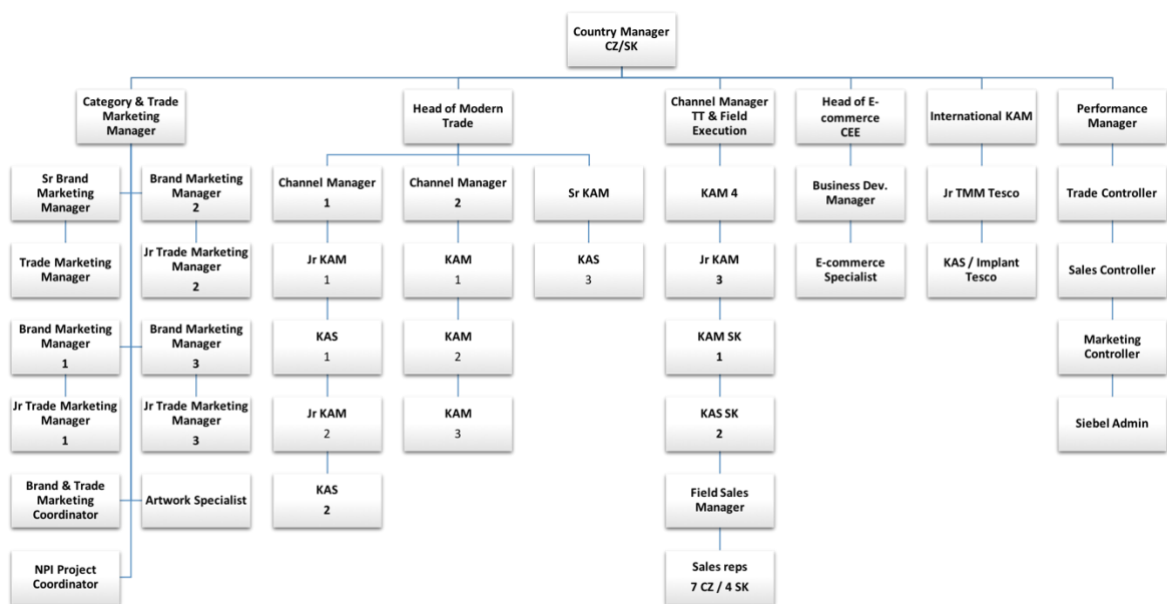 Country Manager
CZ/SK
Category & Trade
Marketing Manager
Head of Modern
Trade
Channel Manager
TT & Field
Execution
Head of E-
commerce
CEE
International KAM
Performance
Manager
Sr Brand
Marketing
Manager
Brand Marketing
Manager
2
Channel Manager
1
Channel Manager
2
Sr KAM
KAM 4
Business Dev.
Manager
Jr TMM Tesco
Trade Controller
Trade Marketing
Manager
Jr Trade Marketing
Manager
2
Jr KAM
1
KAM
1
KAS
3
Jr KAM
3
E-commerce
Specialist
KAS / Implant
Tesco
Sales Controller
Brand Marketing
Manager
1
Brand Marketing
Manager
3
KAS
1
KAM
2
KAM SK
1
Marketing
Controller
Jr Trade Marketing
Manager
1
Jr Trade Marketing
Manager
3
Jr KAM
2
KAM
3
KAS SK
2
Siebel Admin
Brand & Trade
Marketing
Coordinator
Artwork Specialist
KAS
2
Field Sales
Manager
NPI Project
Coordinator
Sales reps
7 CZ / 4 SK